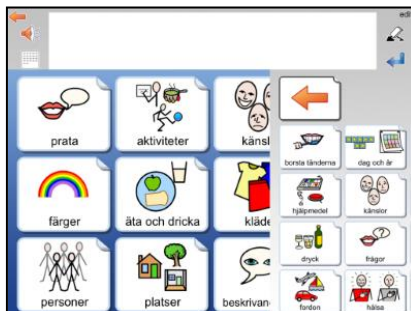 edi
prata
aktiviteter
känsl
borsta tänderna
dag och år
hjälpmedel
känslor
färger
äta och dricka
kläde
dryck
frågor
personer
platser
beskrivan
fordon
hälsa